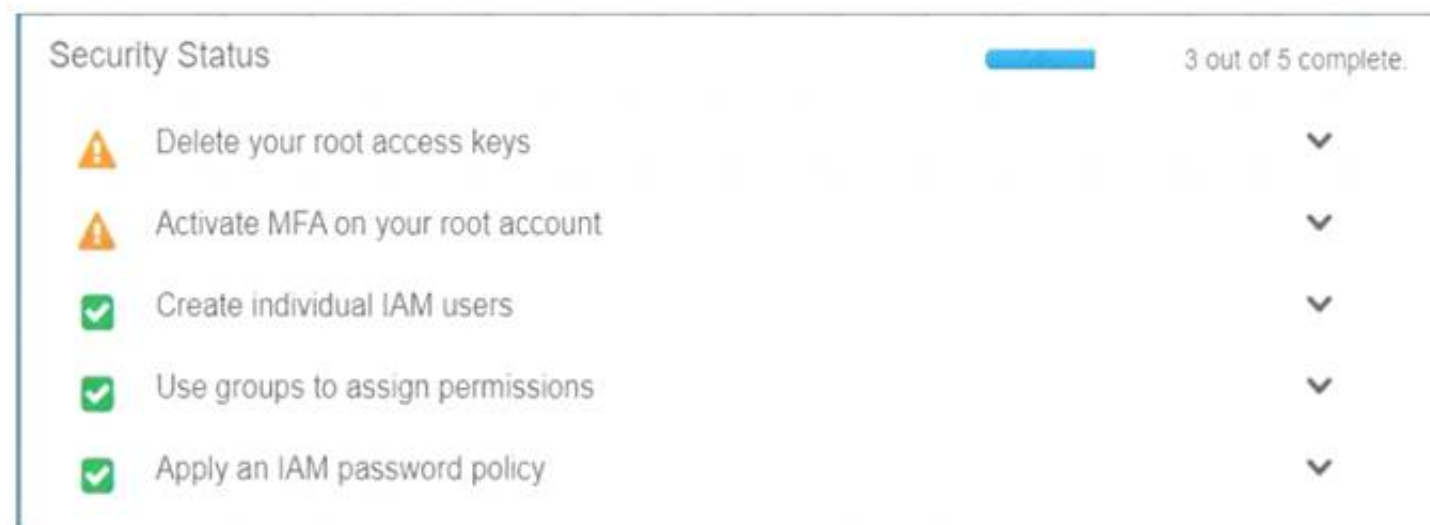 Security Status
3 out of 5 complete.
Delete your root access keys
Activate MFA on your root account
Create individual IAM users
Use groups to assign permissions
Apply an IAM password policy